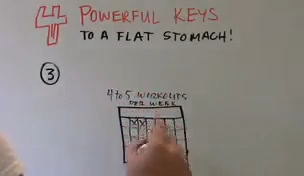 4 POWERFUL KEYS
TO A FLAT STOMACH!
3
4 to 5 WORKOUTS
PER WEEK